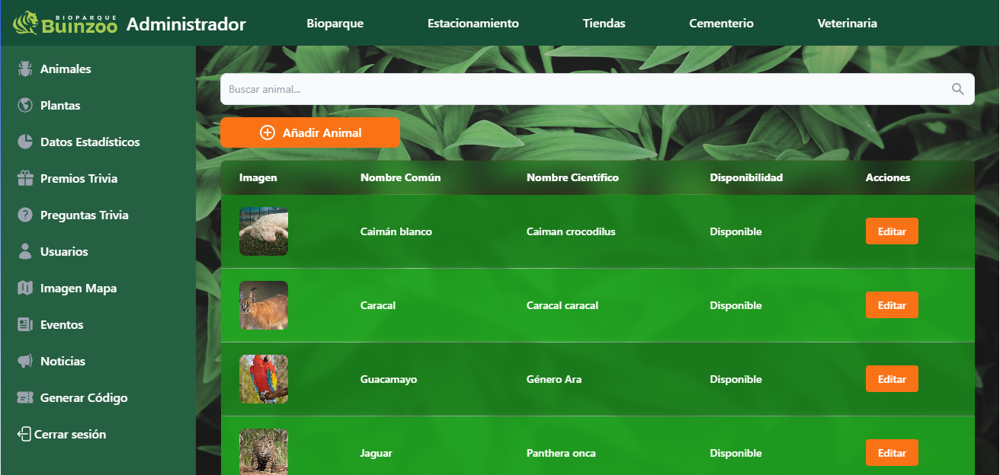 BIOPARQUE
Buinzoo Administrador Bioparque Estacionamiento Tiendas Cementerio Veterinaria
Animales
Plantas
Datos Estadísticos
Premios Trivia
Preguntas Trivia
Usuarios
Imagen Mapa
Eventos
Noticias
Generar Código
Cerrar sesión
Buscar animal...
Añadir Animal
Imagen Nombre Común Nombre Científico Disponibilidad Acciones
Caimán blanco Caiman crocodilus Disponible Editar
Caracal Caracal caracal Disponible Editar
Guacamayo Género Ara Disponible Editar
Jaguar Panthera onca Disponible Editar